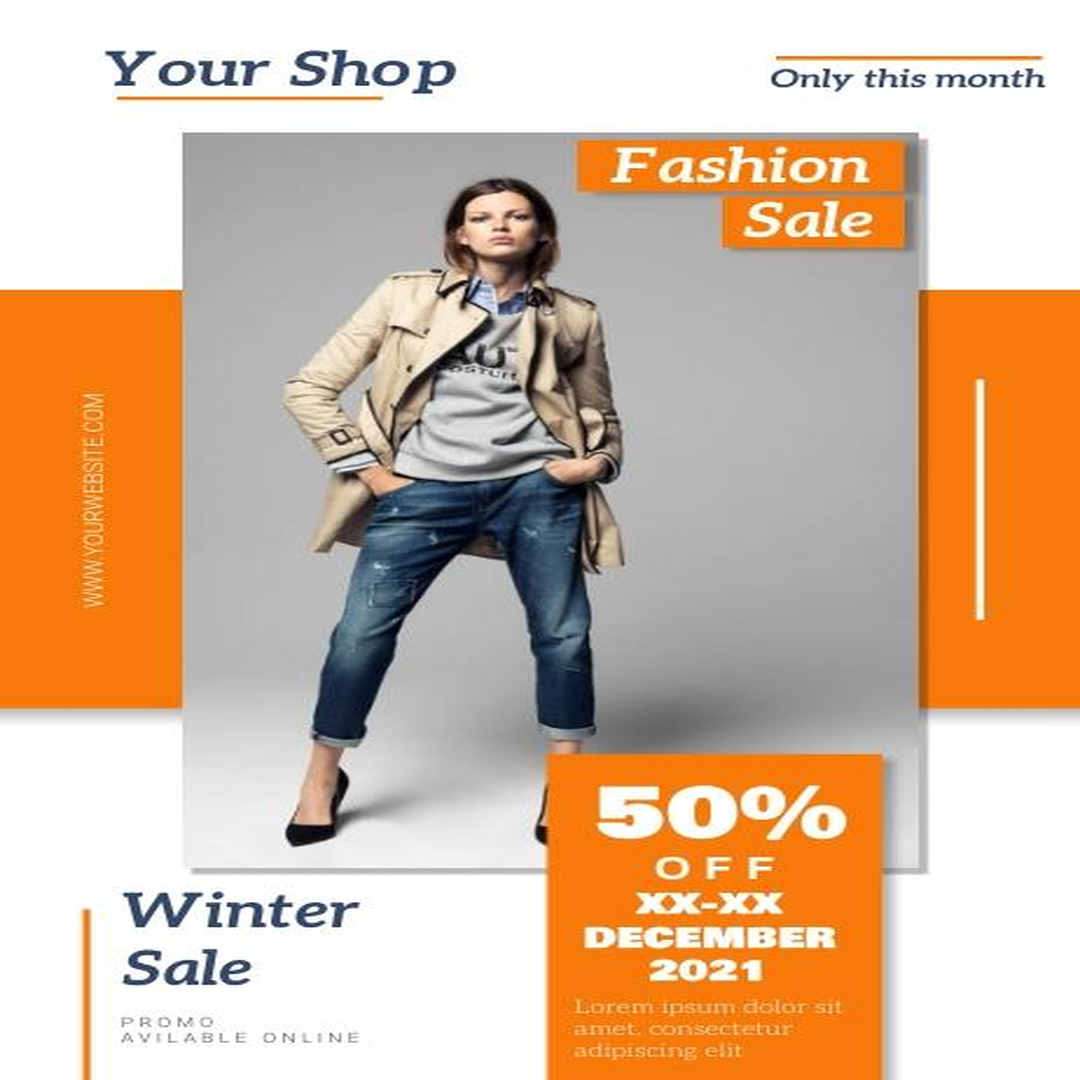 Your Shop
Only this month
Fashion
Sale
AU
WWW.YOURWEBSITE.COM
50%
OFF
XX-XX
DECEMBER
2021
Lorem ipsum dolor sit
amet, consectetur
adipiscing elit
Winter
Sale
PROMO
AVILABLE ONLINE